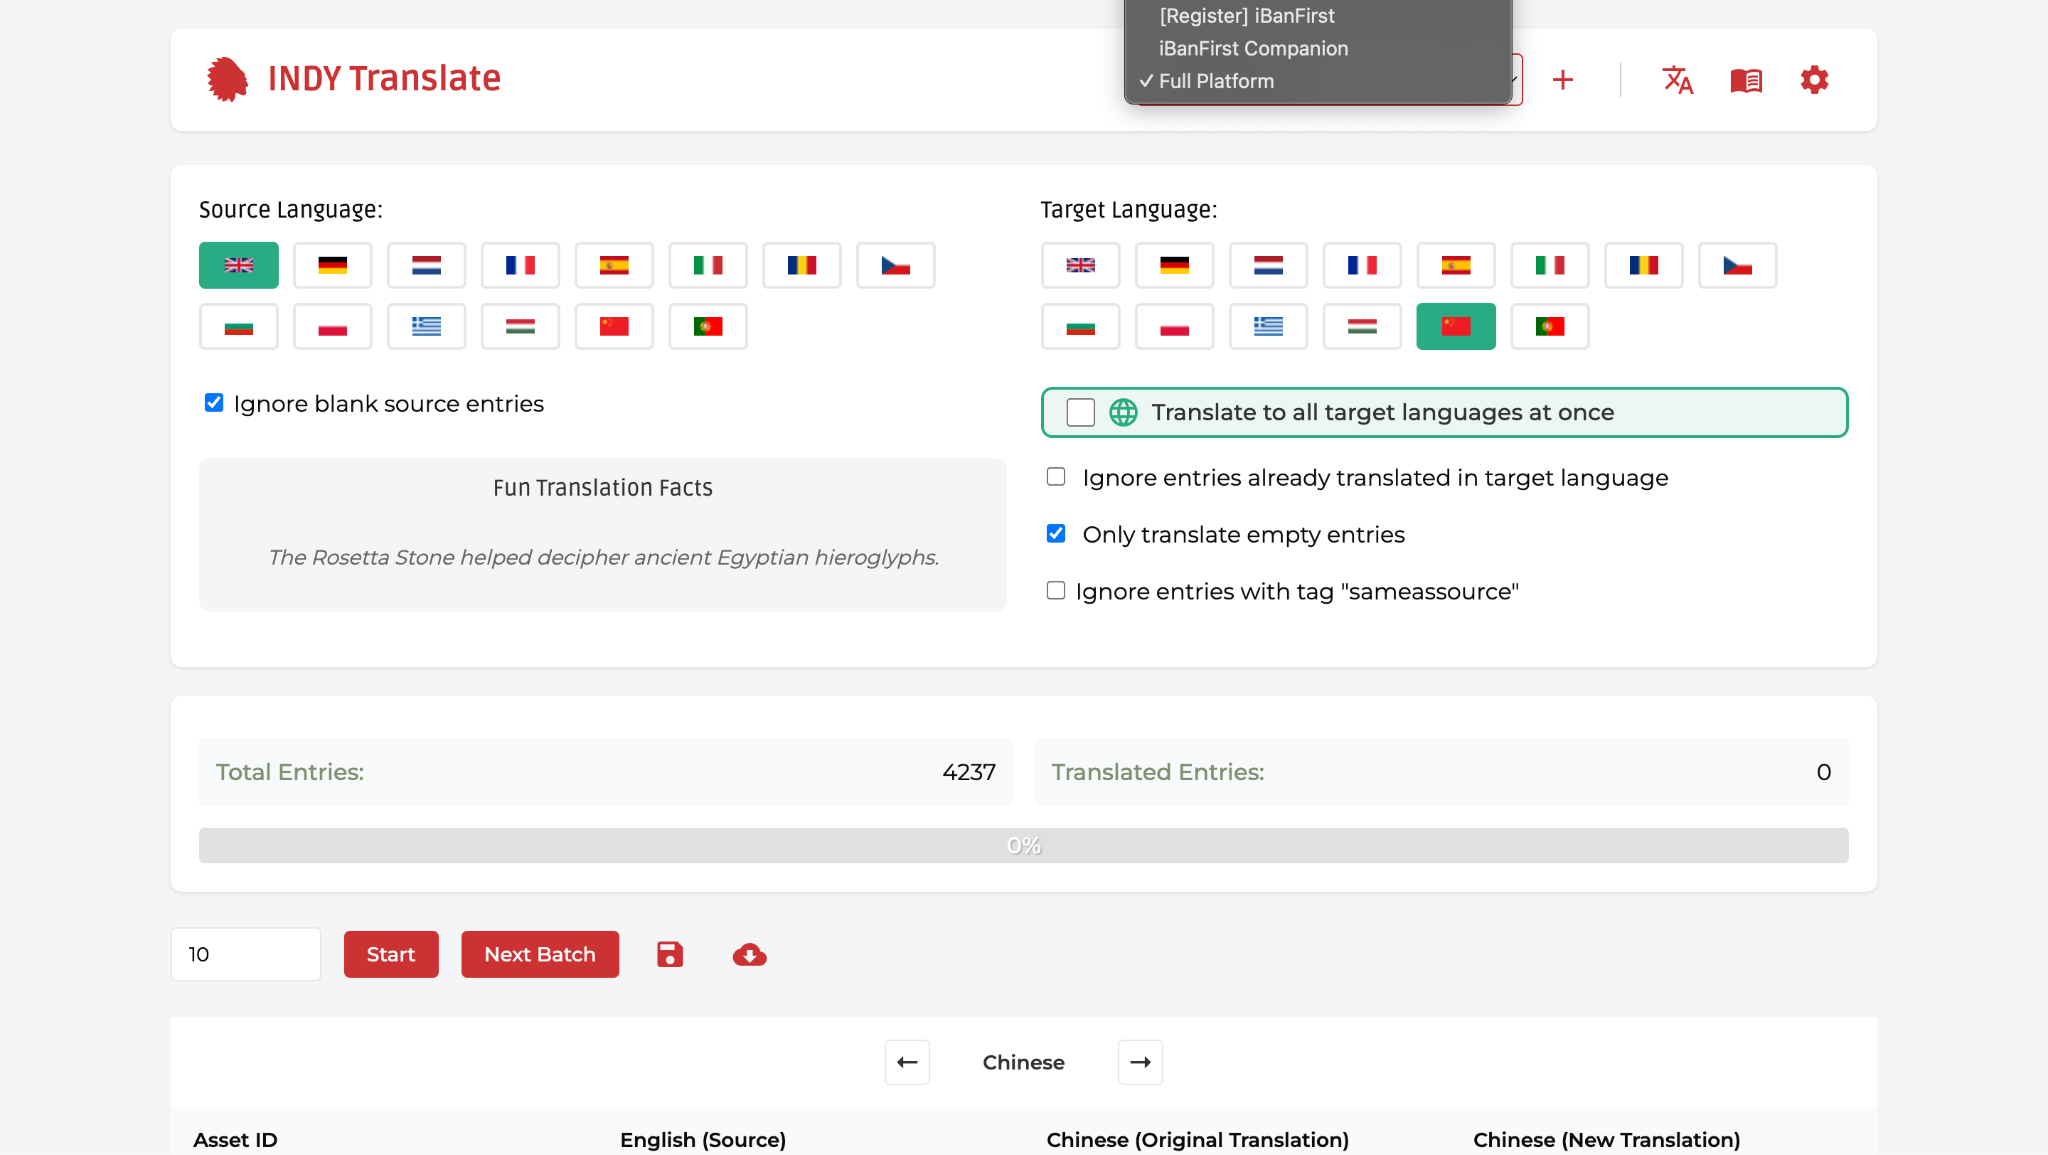 [Register] iBanFirst
iBanFirst Companion
✓ Full Platform
INDY Translate
Source Language:
Target Language:
Ignore blank source entries
Translate to all target languages at once
Ignore entries already translated in target language
Only translate empty entries
Ignore entries with tag "sameassource"
Fun Translation Facts
The Rosetta Stone helped decipher ancient Egyptian hieroglyphs.
Total Entries: 4237
Translated Entries: 0
0%
10 Start Next Batch
← Chinese →
Asset ID English (Source) Chinese (Original Translation) Chinese (New Translation)